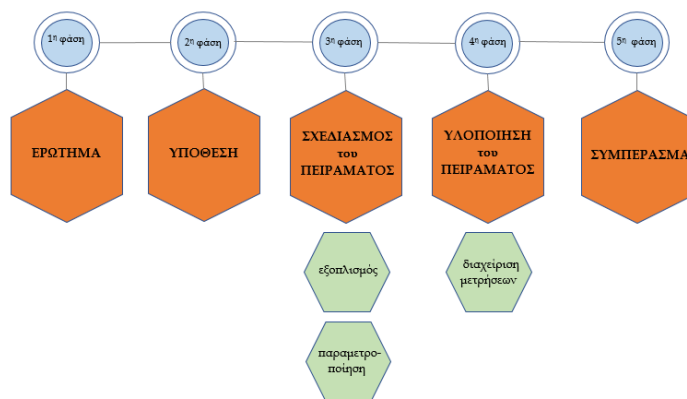 1η φάση
2η φάση
3η φάση
4η φάση
5η φάση
ΕΡΩΤΗΜΑ
ΥΠΟΘΕΣΗ
ΣΧΕΔΙΑΣΜΟΣ
του
ΠΕΙΡΑΜΑΤΟΣ
ΥΛΟΠΟΙΗΣΗ
του
ΠΕΙΡΑΜΑΤΟΣ
ΣΥΜΠΕΡΑΣΜΑ
εξοπλισμός
διαχείριση
μετρήσεων
παραμετρο-
ποίηση